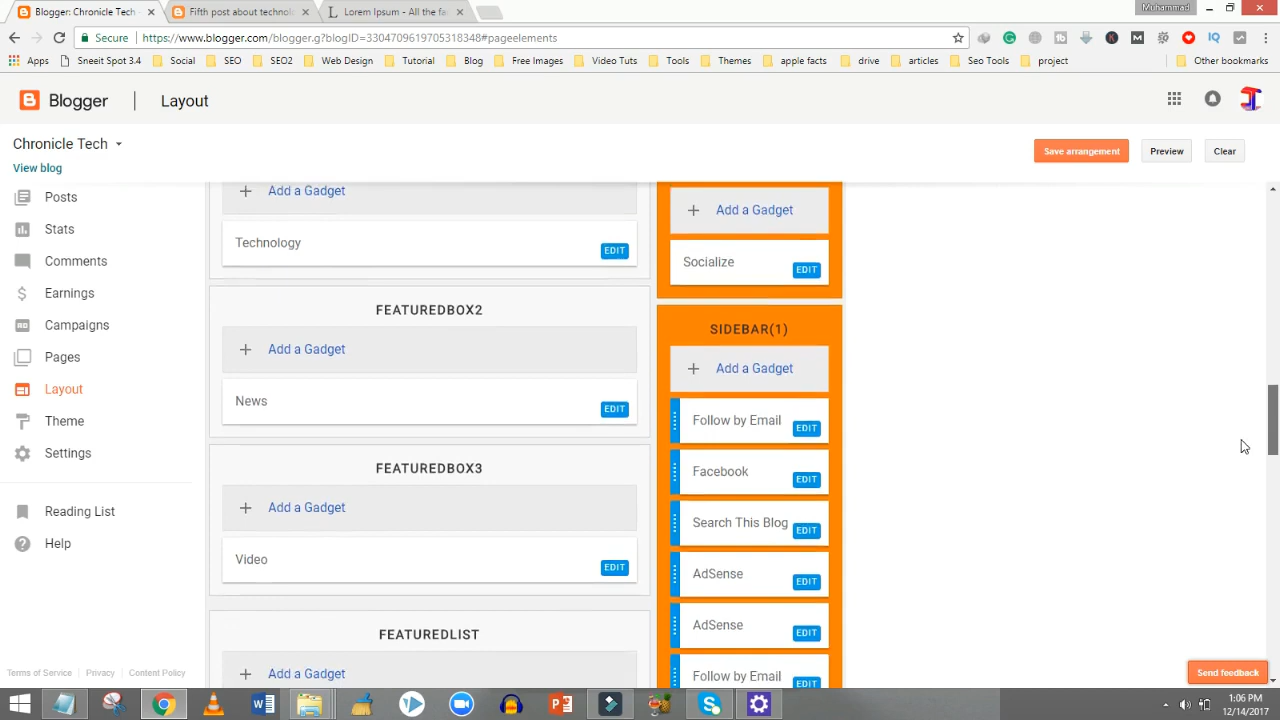 Blogger: Chronicle Tech
Fifth post about technol
Lorem Ipsum - All the fa
Muhammad
Secure
https://www.blogger.com/blogger.g?blogID=3304709619705318348#pageelements
Apps
Sneeit Spot 3.4
Social
SEO
SEO2
Web Design
Tutorial
Blog
Free Images
Video Tuts
Tools
Themes
apple facts
drive
articles
Seo Tools
project
Other bookmarks
Blogger
Layout
Chronicle Tech
View blog
Save arrangement
Preview
Clear
Posts
Stats
Comments
Earnings
Campaigns
Pages
Layout
Theme
Settings
Reading List
Help
Terms of Service
Privacy
Content Policy
Add a Gadget
Technology
EDIT
FEATUREDBOX2
Add a Gadget
News
EDIT
FEATUREDBOX3
Add a Gadget
Video
EDIT
FEATUREDLIST
Add a Gadget
Add a Gadget
Socialize
EDIT
SIDEBAR(1)
Add a Gadget
Follow by Email
EDIT
Facebook
EDIT
Search This Blog
EDIT
AdSense
EDIT
AdSense
EDIT
Follow by Email
EDIT
Send feedback
1:06 PM
12/14/2017